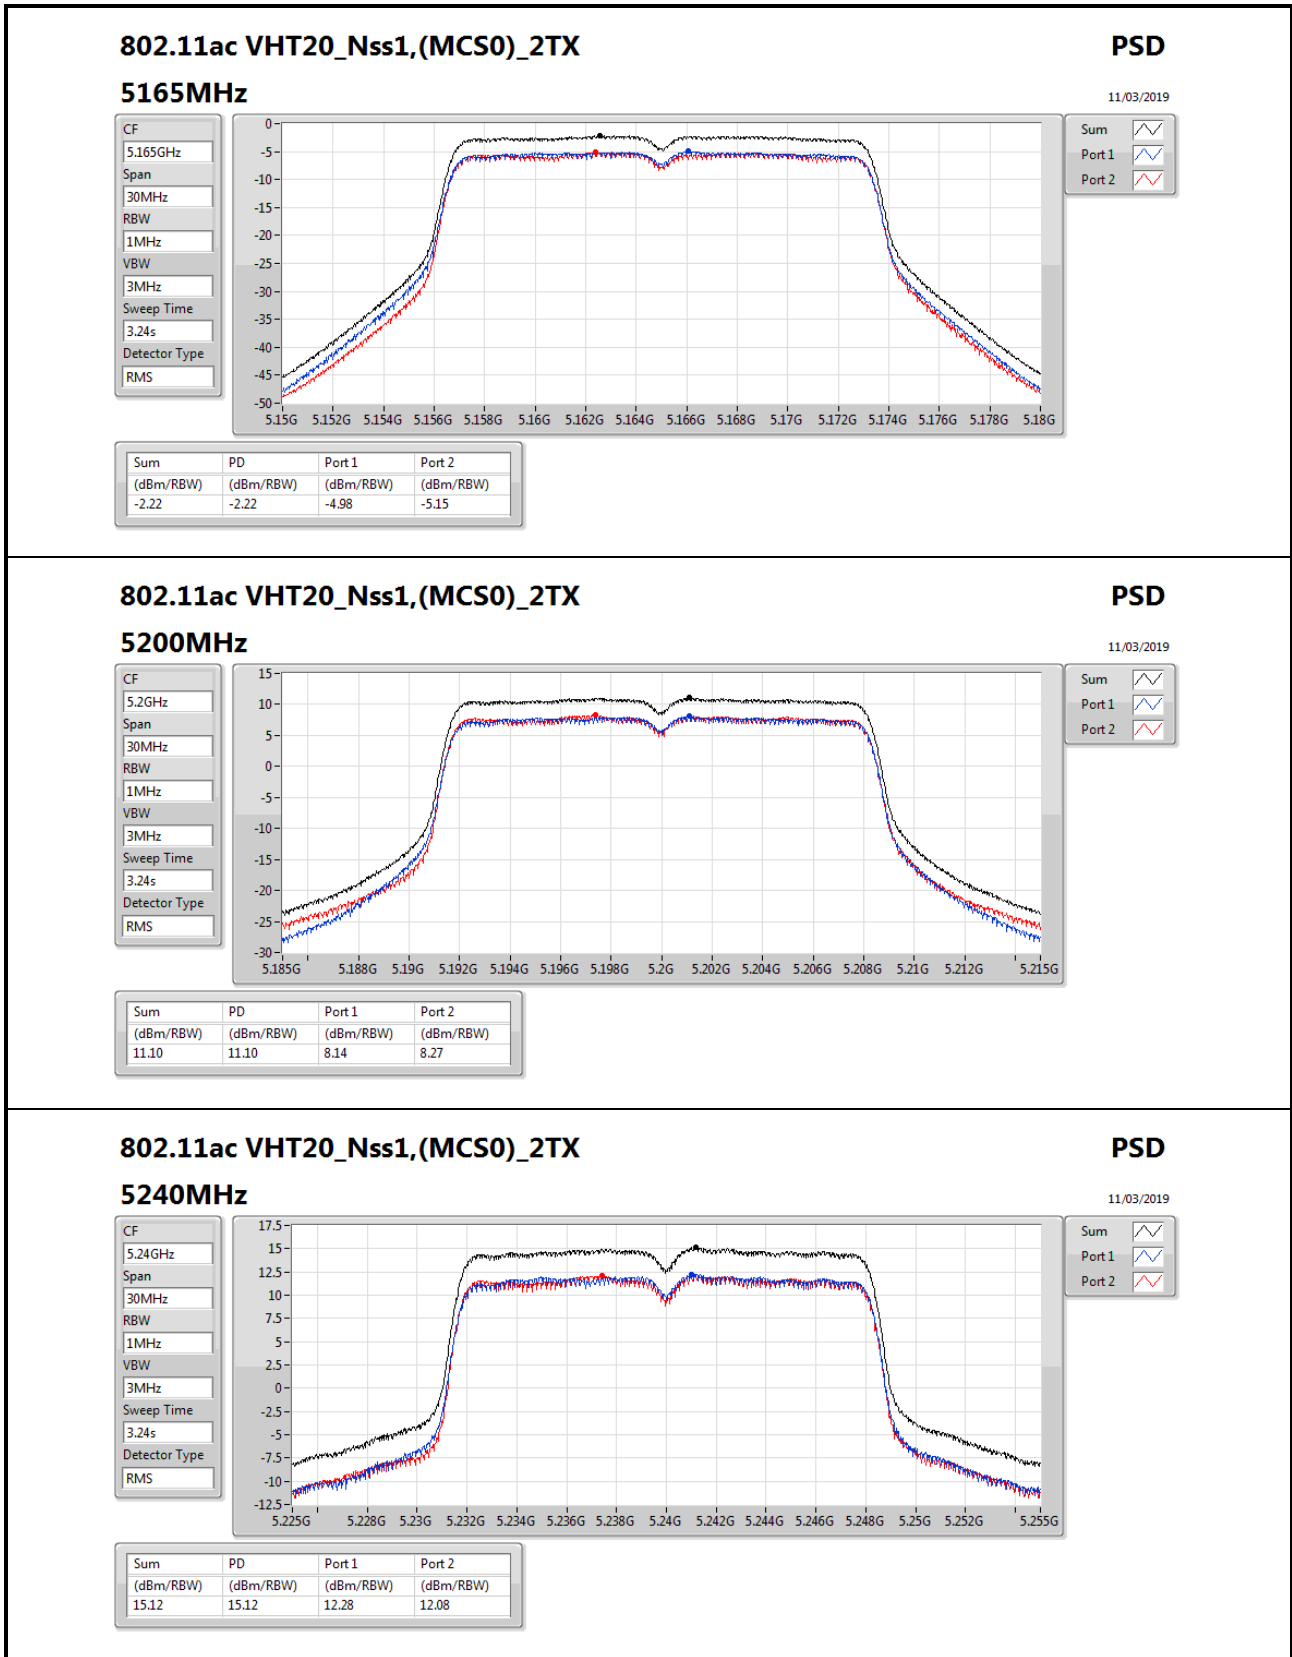 802.11ac VHT20_Nss1,(MCS0)_2TX PSD
5165MHz 11/03/2019
CF
5.165GHz
Span
30MHz
RBW
1MHz
VBW
3MHz
Sweep Time
3.24s
Detector Type
RMS
0
-5
-10
-15
-20
-25
-30
-35
-40
-45
-50
5.15G 5.152G 5.154G 5.156G 5.158G 5.16G 5.162G 5.164G 5.166G 5.168G 5.17G 5.172G 5.174G 5.176G 5.178G 5.18G
Sum
Port 1
Port 2
Sum PD Port 1 Port 2
(dBm/RBW) (dBm/RBW) (dBm/RBW) (dBm/RBW)
-2.22 -2.22 -4.98 -5.15
802.11ac VHT20_Nss1,(MCS0)_2TX PSD
5200MHz 11/03/2019
CF
5.2GHz
Span
30MHz
RBW
1MHz
VBW
3MHz
Sweep Time
3.24s
Detector Type
RMS
15
10
5
0
-5
-10
-15
-20
-25
-30
5.185G 5.188G 5.19G 5.192G 5.194G 5.196G 5.198G 5.2G 5.202G 5.204G 5.206G 5.208G 5.21G 5.212G 5.215G
Sum
Port 1
Port 2
Sum PD Port 1 Port 2
(dBm/RBW) (dBm/RBW) (dBm/RBW) (dBm/RBW)
11.10 11.10 8.14 8.27
802.11ac VHT20_Nss1,(MCS0)_2TX PSD
5240MHz 11/03/2019
CF
5.24GHz
Span
30MHz
RBW
1MHz
VBW
3MHz
Sweep Time
3.24s
Detector Type
RMS
17.5
15
12.5
10
7.5
5
2.5
0
-2.5
-5
-7.5
-10
-12.5
5.225G 5.228G 5.23G 5.232G 5.234G 5.236G 5.238G 5.24G 5.242G 5.244G 5.246G 5.248G 5.25G 5.252G 5.255G
Sum
Port 1
Port 2
Sum PD Port 1 Port 2
(dBm/RBW) (dBm/RBW) (dBm/RBW) (dBm/RBW)
15.12 15.12 12.28 12.08